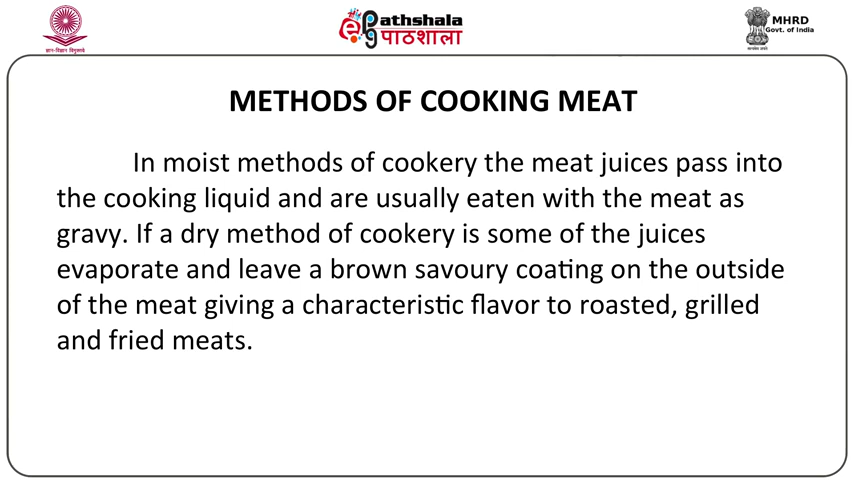 ज्ञान-विज्ञान विमुक्तये
ePathshala
पाठशाला
MHRD
Govt. of India
METHODS OF COOKING MEAT
In moist methods of cookery the meat juices pass into
the cooking liquid and are usually eaten with the meat as
gravy. If a dry method of cookery is some of the juices
evaporate and leave a brown savoury coating on the outside
of the meat giving a characteristic flavor to roasted, grilled
and fried meats.